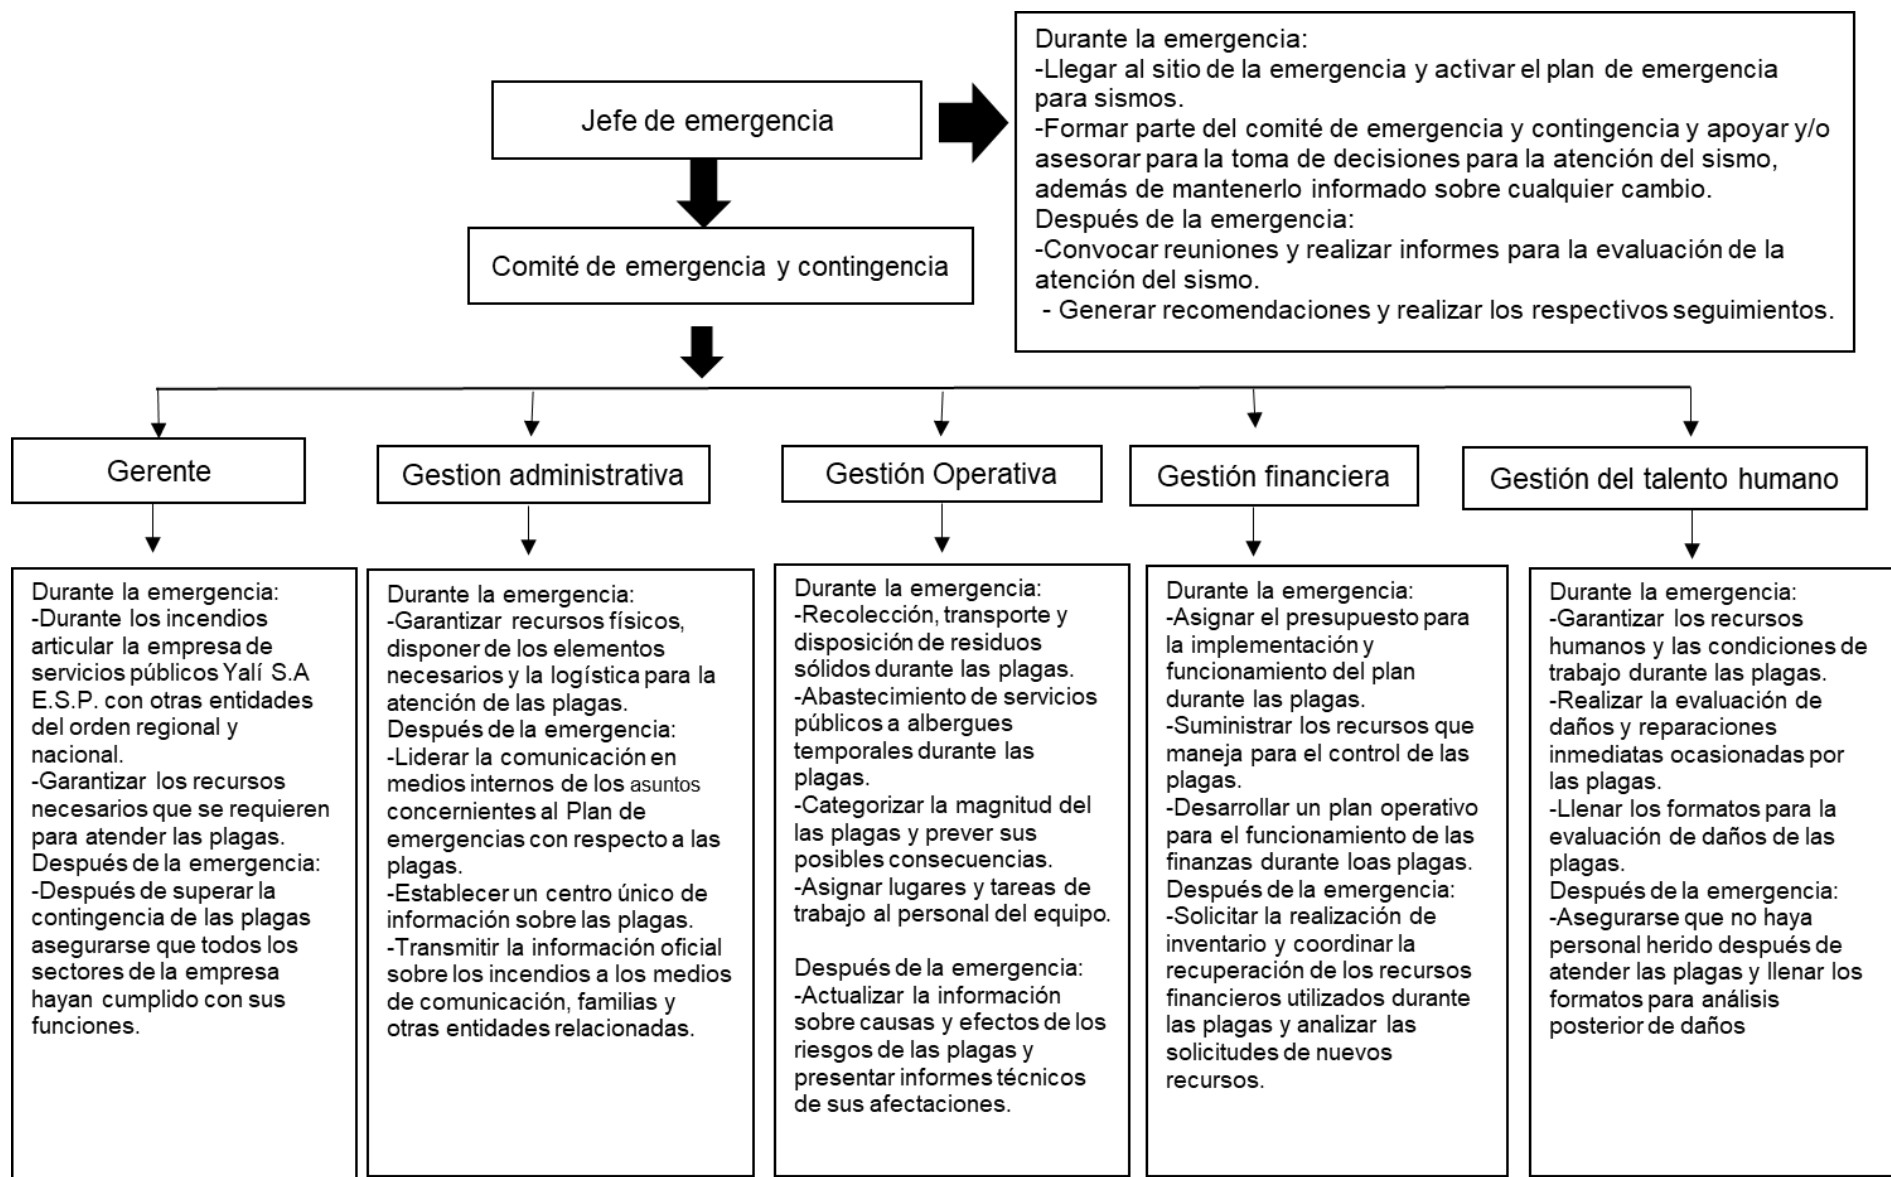 Jefe de emergencia
Durante la emergencia:
-Llegar al sitio de la emergencia y activar el plan de emergencia
para sismos.
-Formar parte del comité de emergencia y contingencia y apoyar y/o
asesorar para la toma de decisiones para la atención del sismo,
además de mantenerlo informado sobre cualquier cambio.
Después de la emergencia:
-Convocar reuniones y realizar informes para la evaluación de la
atención del sismo.
- Generar recomendaciones y realizar los respectivos seguimientos.
Comité de emergencia y contingencia
Gerente
Durante la emergencia:
-Durante los incendios
articular la empresa de
servicios públicos Yalí S.A
E.S.P. con otras entidades
del orden regional y
nacional.
-Garantizar los recursos
necesarios que se requieren
para atender las plagas.
Después de la emergencia:
-Después de superar la
contingencia de las plagas
asegurarse que todos los
sectores de la empresa
hayan cumplido con sus
funciones.
Gestion administrativa
Durante la emergencia:
-Garantizar recursos físicos,
disponer de los elementos
necesarios y la logística para la
atención de las plagas.
Después de la emergencia:
-Liderar la comunicación en
medios internos de los asuntos
concernientes al Plan de
emergencias con respecto a las
plagas.
-Establecer un centro único de
información sobre las plagas.
-Transmitir la información oficial
sobre los incendios a los medios
de comunicación, familias y
otras entidades relacionadas.
Gestión Operativa
Durante la emergencia:
-Recolección, transporte y
disposición de residuos
sólidos durante las plagas.
-Abastecimiento de servicios
públicos a albergues
temporales durante las
plagas.
-Categorizar la magnitud del
las plagas y prever sus
posibles consecuencias.
-Asignar lugares y tareas de
trabajo al personal del equipo.
Después de la emergencia:
-Actualizar la información
sobre causas y efectos de los
riesgos de las plagas y
presentar informes técnicos
de sus afectaciones.
Gestión financiera
Durante la emergencia:
-Asignar el presupuesto para
la implementación y
funcionamiento del plan
durante las plagas.
-Suministrar los recursos que
maneja para el control de las
plagas.
-Desarrollar un plan operativo
para el funcionamiento de las
finanzas durante loas plagas.
Después de la emergencia:
-Solicitar la realización de
inventario y coordinar la
recuperación de los recursos
financieros utilizados durante
las plagas y analizar las
solicitudes de nuevos
recursos.
Gestión del talento humano
Durante la emergencia:
-Garantizar los recursos
humanos y las condiciones de
trabajo durante las plagas.
-Realizar la evaluación de
daños y reparaciones
inmediatas ocasionadas por
las plagas.
-Llenar los formatos para la
evaluación de daños de las
plagas.
Después de la emergencia:
-Asegurarse que no haya
personal herido después de
atender las plagas y llenar los
formatos para análisis
posterior de daños